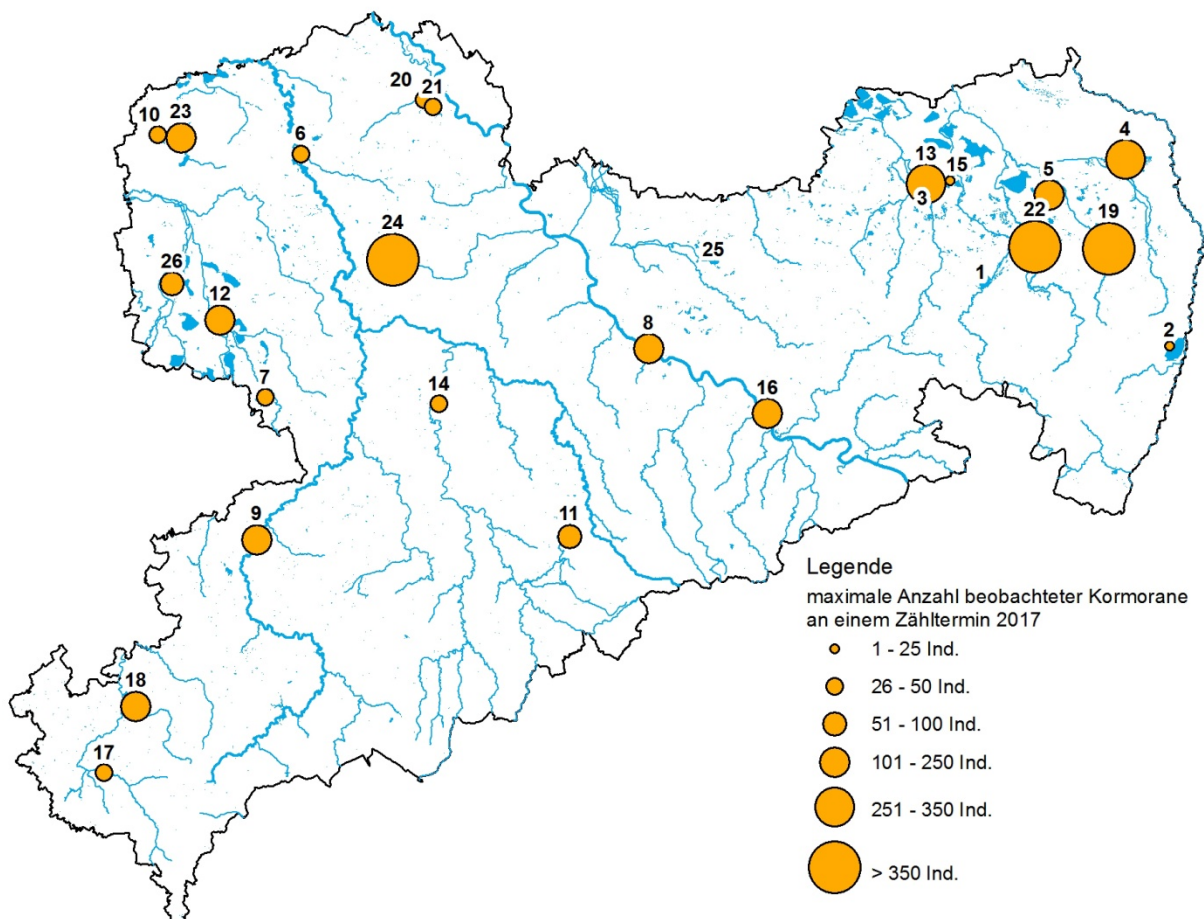 20
21
10
23
6
4
13
15
5
3
22
19
24
25
1
26
12
8
2
7
14
16
9
11
18
17
Legende
maximale Anzahl beobachteter Kormorane
an einem Zähltermin 2017
1 - 25 Ind.
26 - 50 Ind.
51 - 100 Ind.
101 - 250 Ind.
251 - 350 Ind.
> 350 Ind.